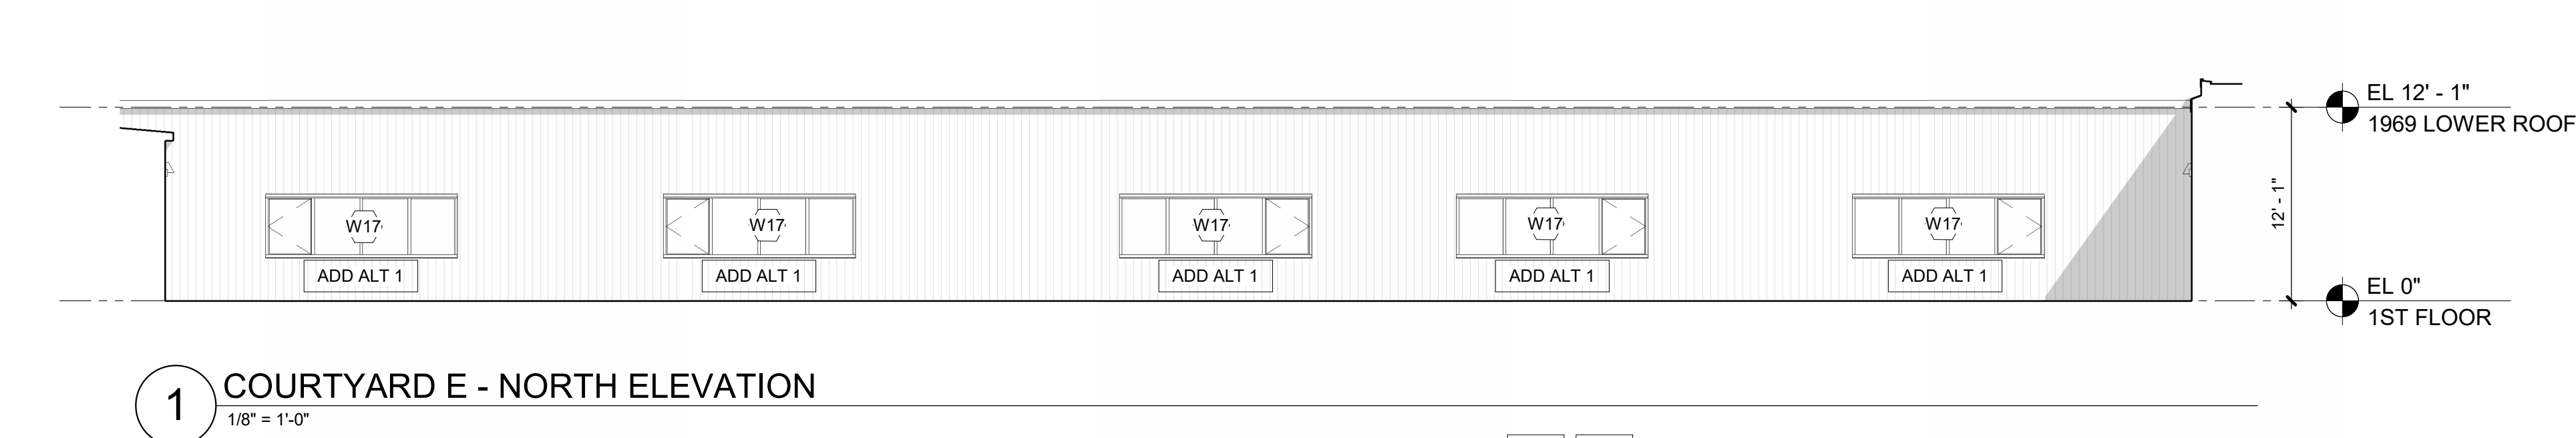 EL 12' - 1"
1969 LOWER ROOF
12' - 1"
W17
W17
W17
W17
W17
ADD ALT 1
ADD ALT 1
ADD ALT 1
ADD ALT 1
ADD ALT 1
EL 0"
1ST FLOOR
1
COURTYARD E - NORTH ELEVATION
1/8" = 1'-0"